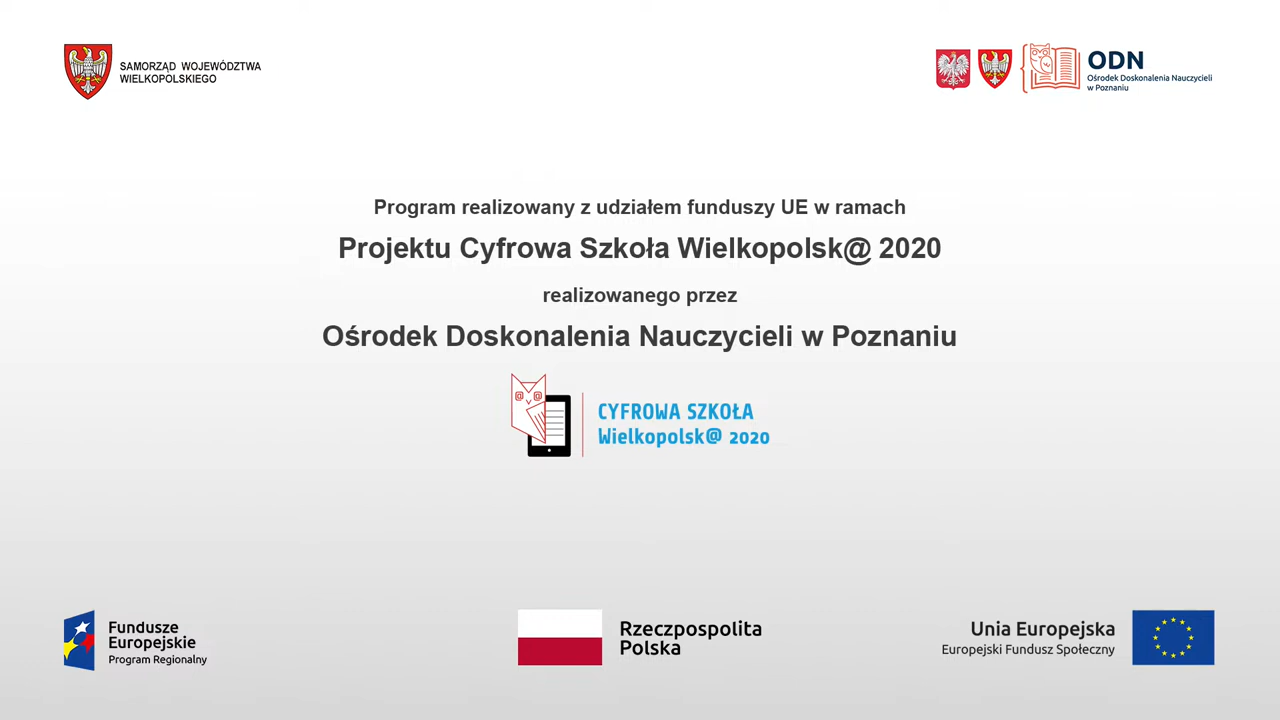 SAMORZĄD WOJEWÓDZTWA
WIELKOPOLSKIEGO
ODN
Ośrodek Doskonalenia Nauczycieli
w Poznaniu
Program realizowany z udziałem funduszy UE w ramach
Projektu Cyfrowa Szkoła Wielkopolsk@ 2020
realizowanego przez
Ośrodek Doskonalenia Nauczycieli w Poznaniu
CYFROWA SZKOŁA
Wielkopolsk@ 2020
Fundusze
Europejskie
Program Regionalny
Rzeczpospolita
Polska
Unia Europejska
Europejski Fundusz Społeczny